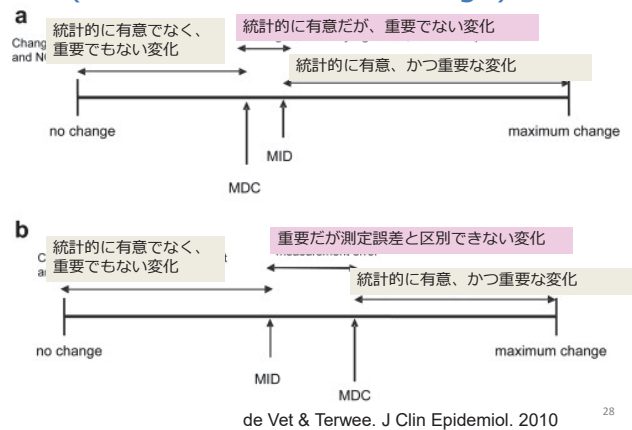 a
統計的に有意でなく、
重要でもない変化
統計的に有意だが、重要でない変化
統計的に有意、かつ重要な変化
no change
maximum change
MID
MDC
b
統計的に有意でなく、
重要でもない変化
重要だが測定誤差と区別できない変化
統計的に有意、かつ重要な変化
no change
maximum change
MID
MDC
de Vet & Terwee. J Clin Epidemiol. 2010
28